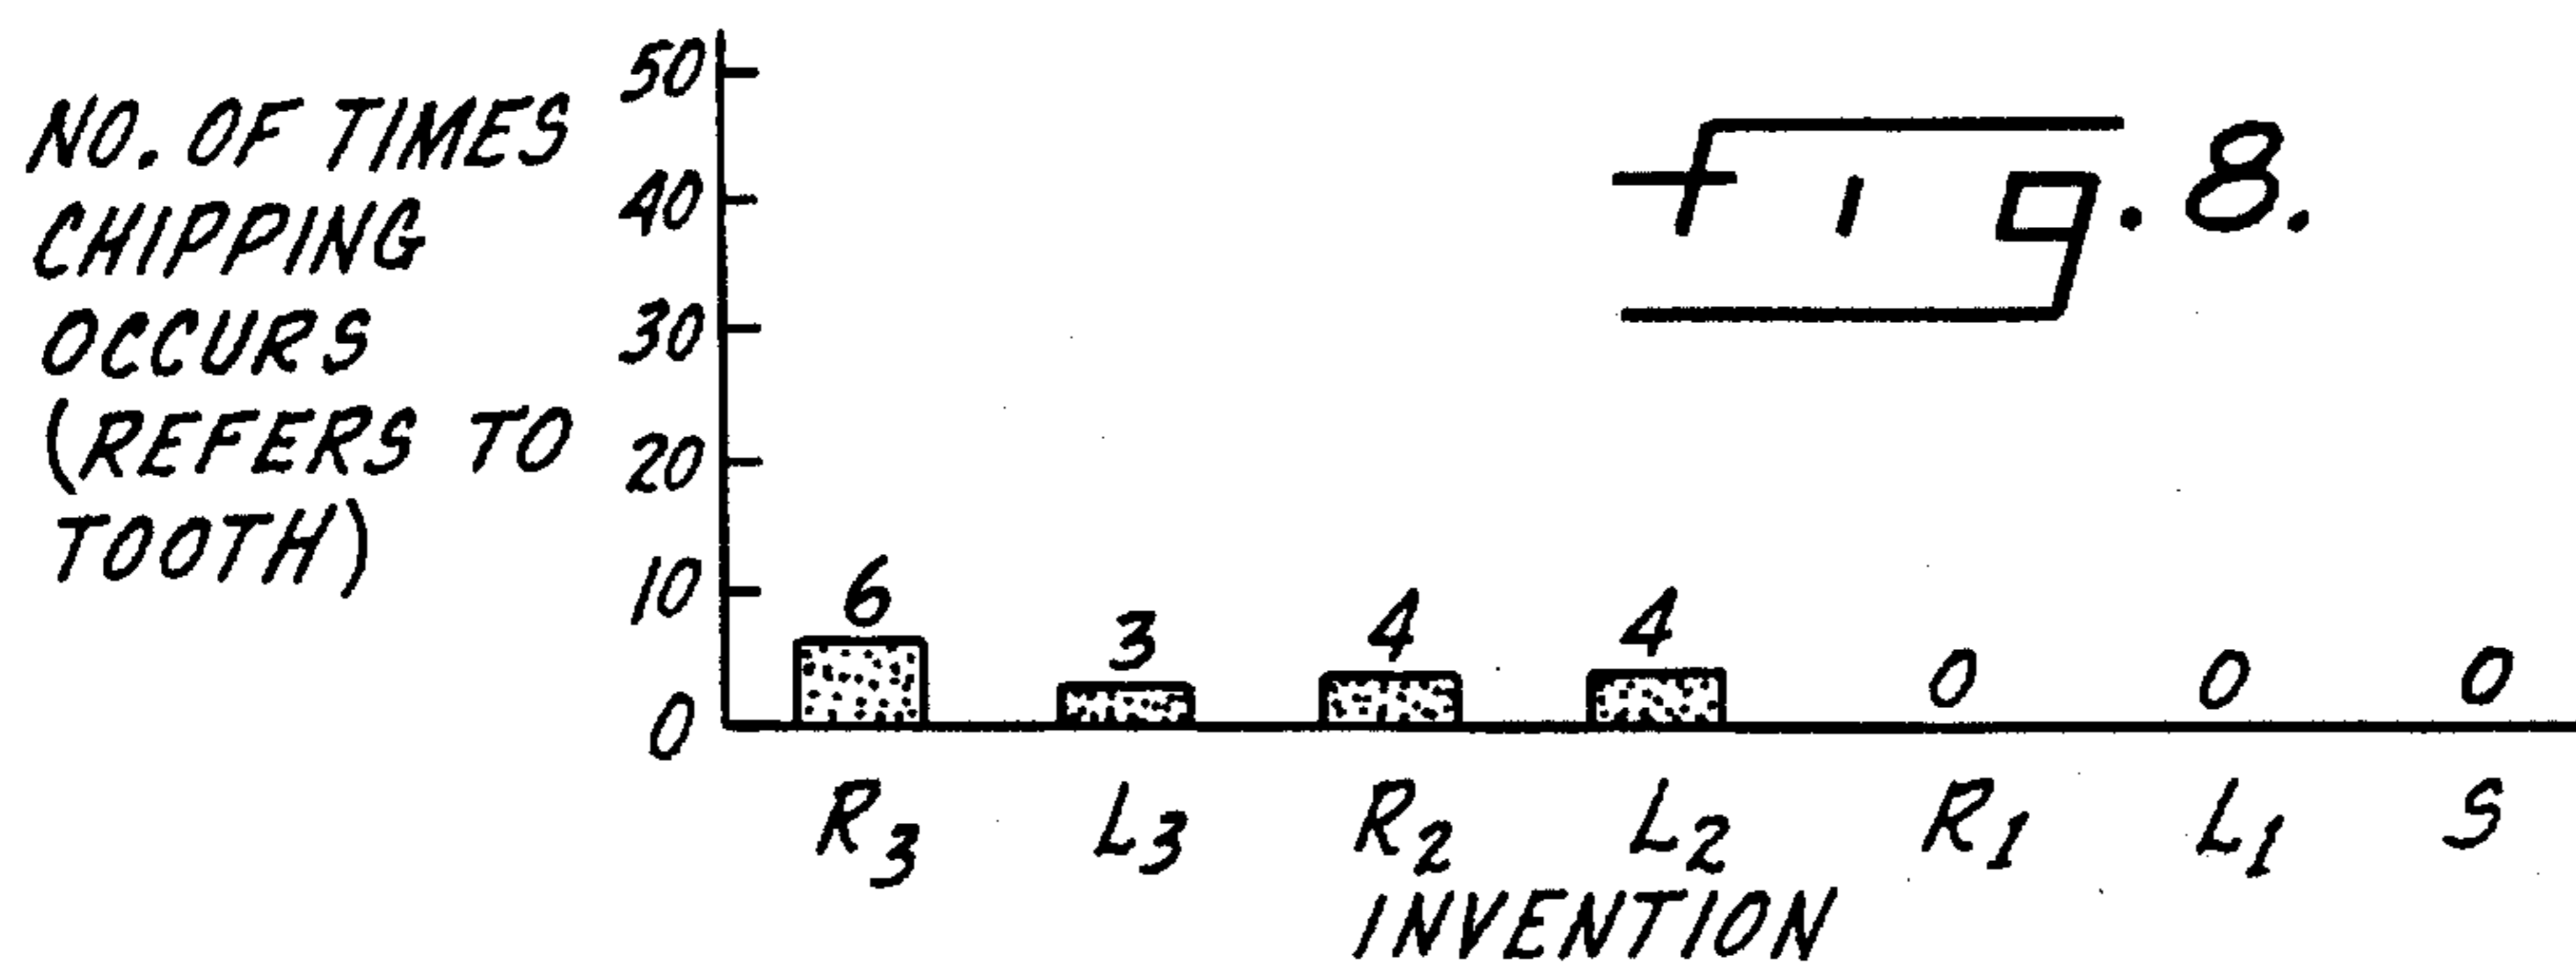 Fig. 8.
NO. OF TIMES
CHIPPING
OCCURS
(REFERS TO
TOOTH)
50
40
30
20
10
0
6 3 4 4 0 0 0
R3 L3 R2 L2 R1 L1 S
INVENTION